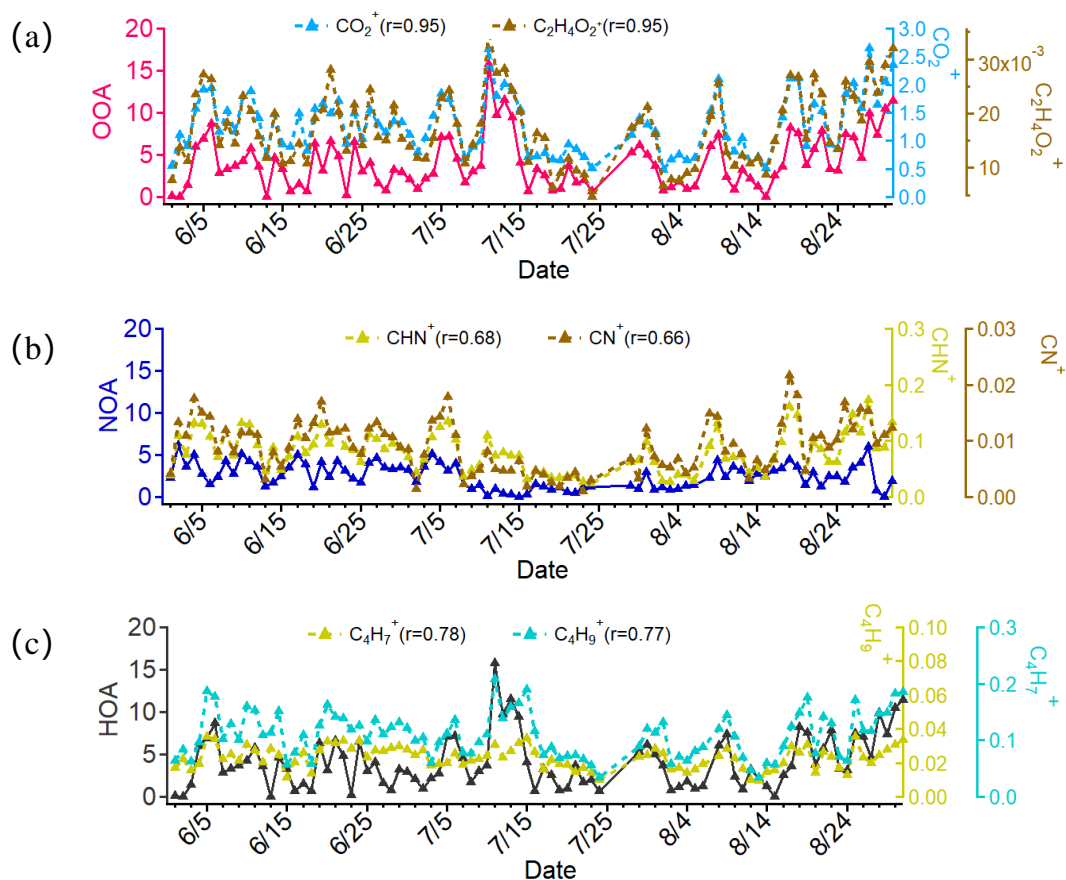 (a)
CO₂⁺(r=0.95) C₂H₄O₂⁺(r=0.95)
OOA
20
15
10
5
0
3.0
2.5
2.0
1.5
1.0
0.5
0.0
CO₂⁺
30x10⁻³
20
10
C₂H₄O₂⁺
6/5 6/15 6/25 7/5 7/15 7/25 8/4 8/14 8/24
Date
(b)
CHN⁺(r=0.68) CN⁺(r=0.66)
NOA
20
15
10
5
0
0.3
0.2
0.1
0.0
CHN⁺
0.03
0.02
0.01
0.00
CN⁺
6/5 6/15 6/25 7/5 7/15 7/25 8/4 8/14 8/24
Date
(c)
C₄H₇⁺(r=0.78) C₄H₉⁺(r=0.77)
HOA
20
15
10
5
0
0.10
0.08
0.06
0.04
0.02
0.00
C₄H₉⁺
0.3
0.2
0.1
0.0
C₄H₇⁺
6/5 6/15 6/25 7/5 7/15 7/25 8/4 8/14 8/24
Date